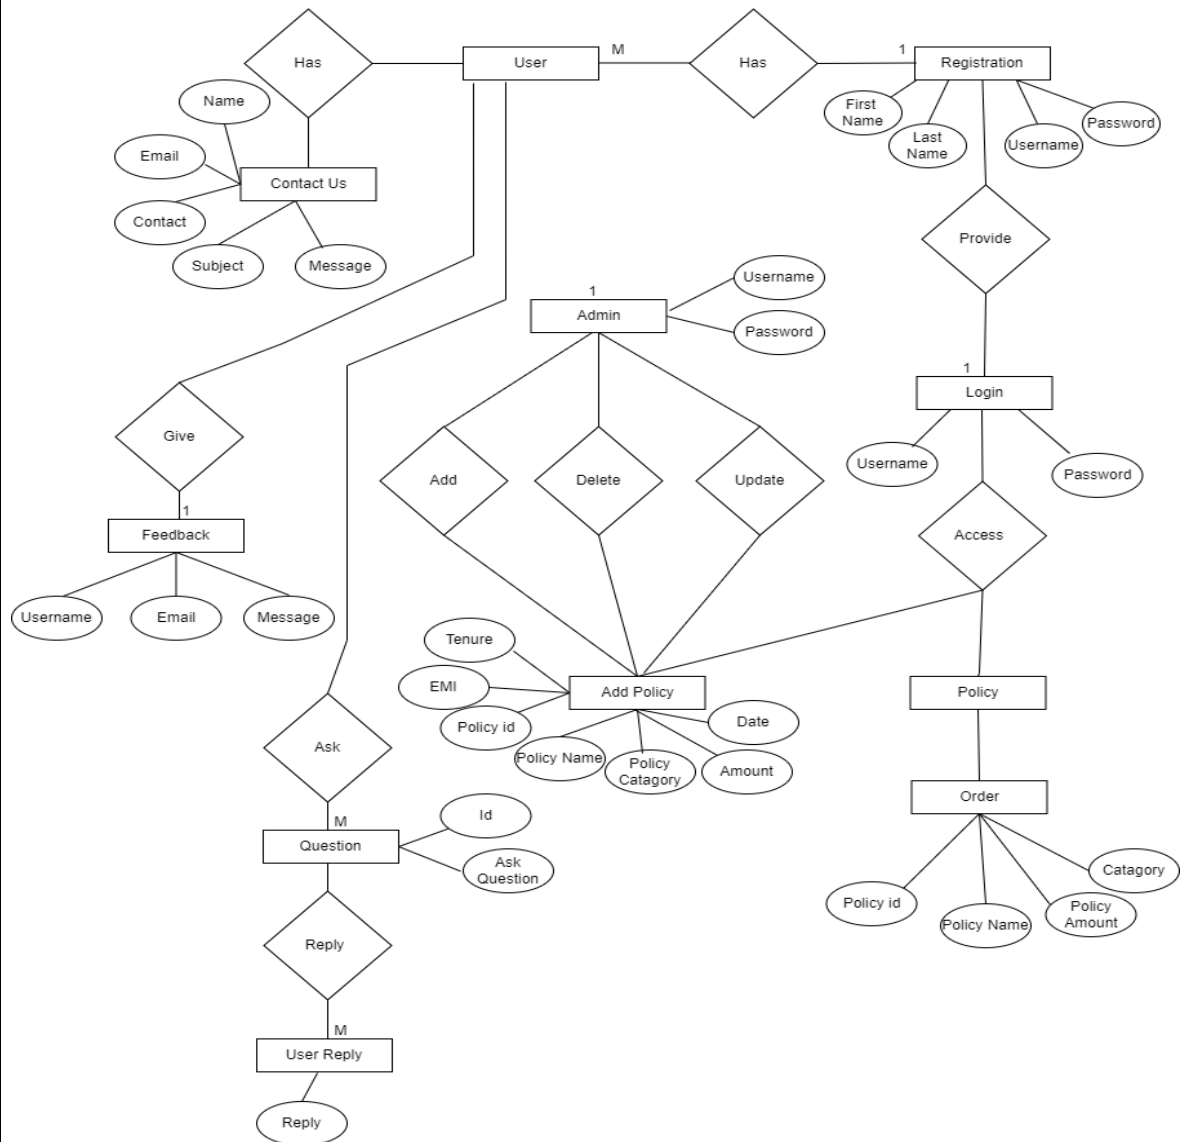 Has
User
M
Has
1
Registration
Name
First
Name
Last
Name
Username
Password
Email
Contact Us
Contact
Subject
Message
Provide
Username
1
Admin
Password
1
Login
Give
Username
Password
Add
Delete
Update
1
Feedback
Access
Username
Email
Message
Tenure
EMI
Add Policy
Policy
Policy id
Date
Policy Name
Policy
Catagory
Amount
Ask
Order
Id
M
Question
Ask
Question
Catagory
Policy id
Policy Name
Policy
Amount
Reply
M
User Reply
Reply